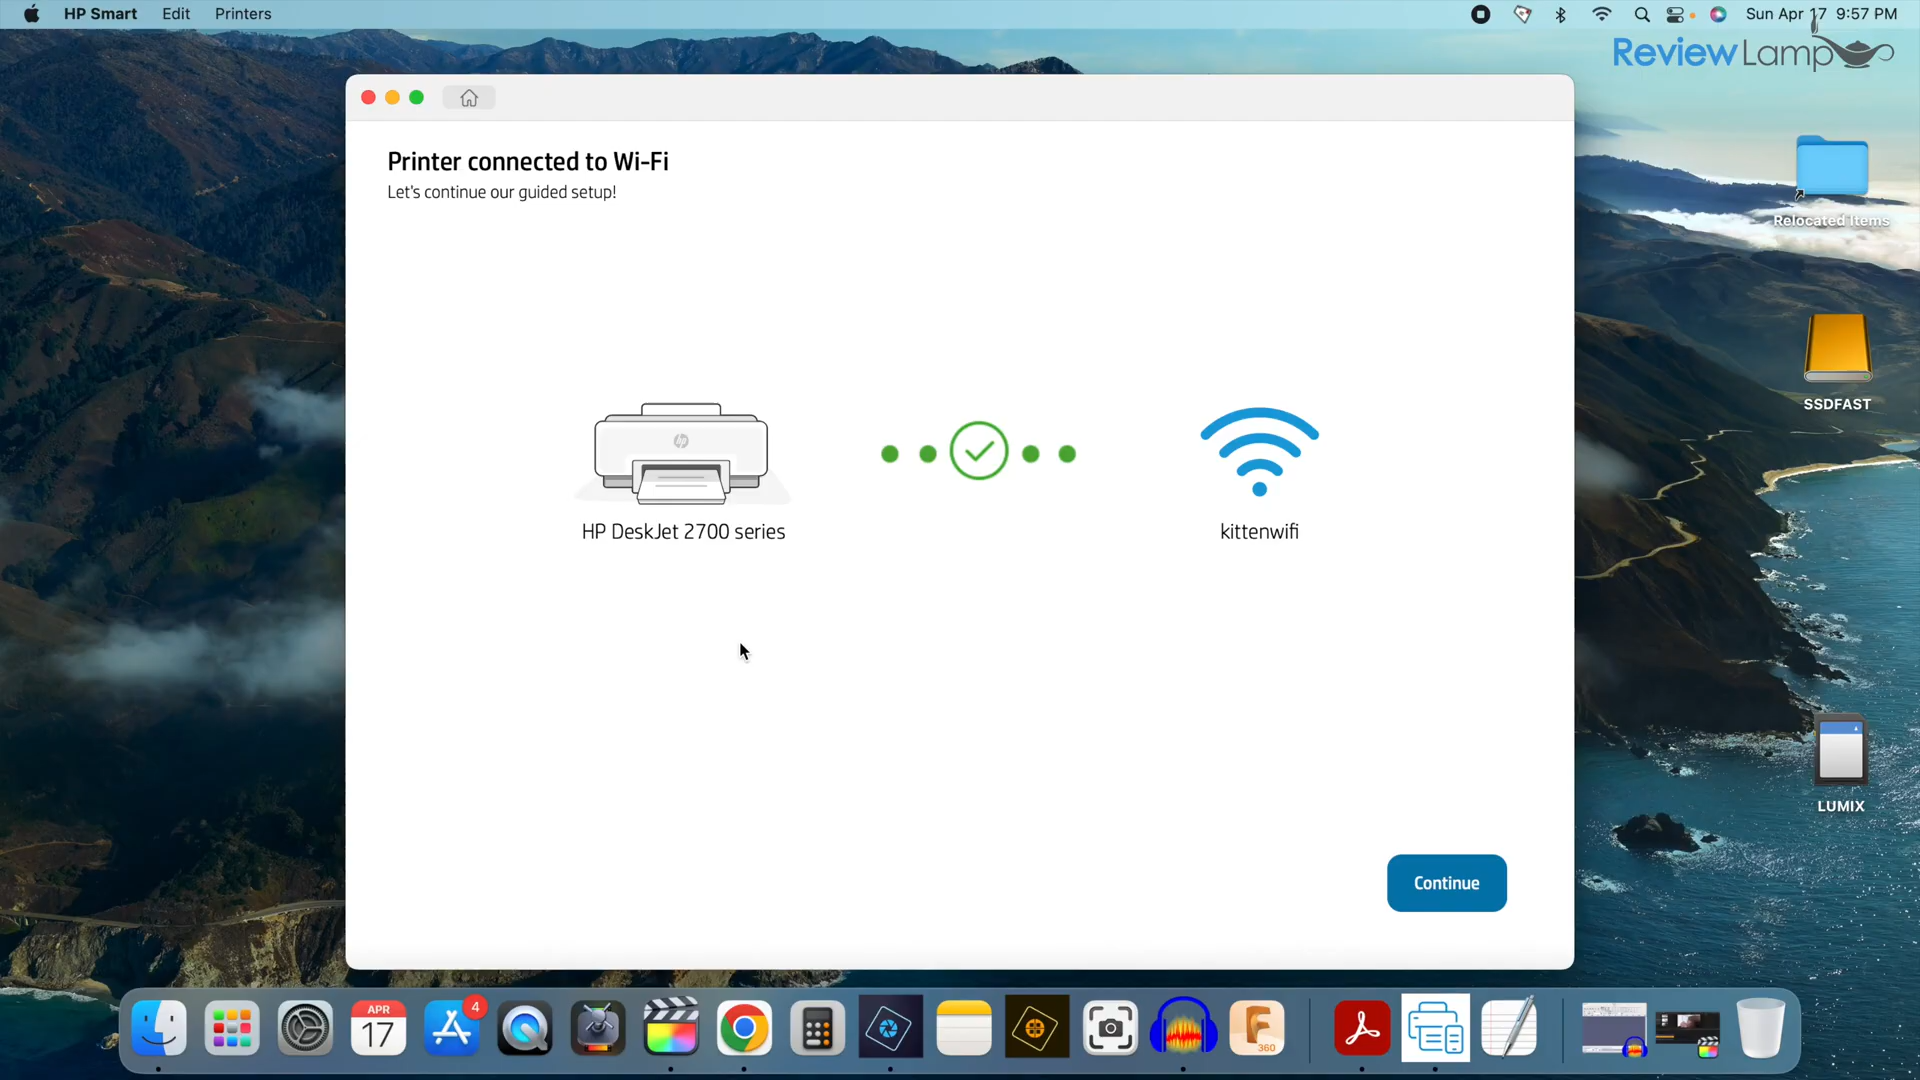 HP Smart Edit Printers
Sun Apr 17 9:57 PM
ReviewLamp
Printer connected to Wi-Fi
Let's continue our guided setup!
Relocated Items
SSDFAST
HP DeskJet 2700 series
kittenwifi
LUMIX
Continue
APR
17
4
360